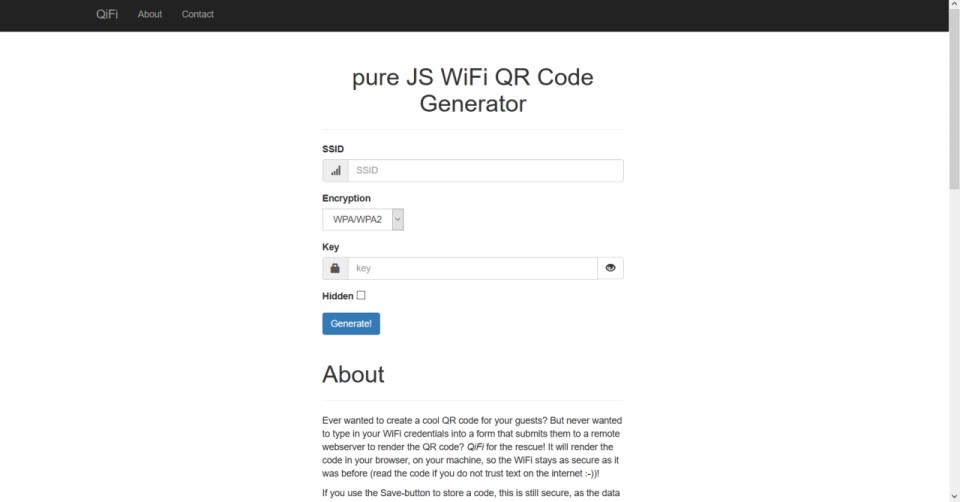 QiFi About Contact
pure JS WiFi QR Code
Generator
SSID
SSID
Encryption
WPA/WPA2
Key
key
Hidden
Generate!
About
Ever wanted to create a cool QR code for your guests? But never wanted
to type in your WiFi credentials into a form that submits them to a remote
webserver to render the QR code? QiFi for the rescue! It will render the
code in your browser, on your machine, so the WiFi stays as secure as it
was before (read the code if you do not trust text on the internet :-))!
If you use the Save-button to store a code, this is still secure, as the data